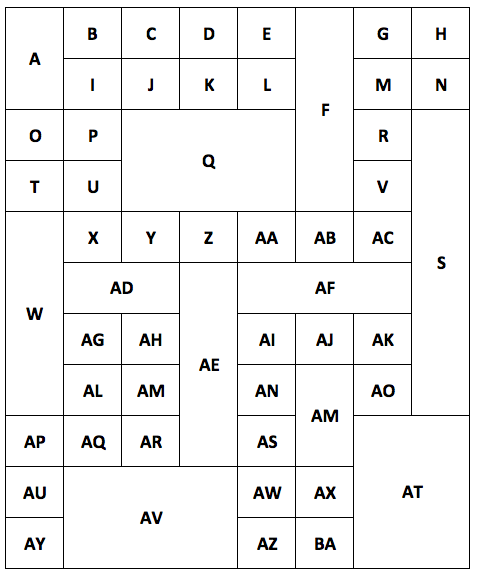 A B C D E F G H
I J K L M N
O P Q R
T U V
W X Y Z AA AB AC S
AD AF
AG AH AE AI AJ AK
AL AM AN AM AO
AP AQ AR AS
AU AV AW AX AT
AY AZ BA